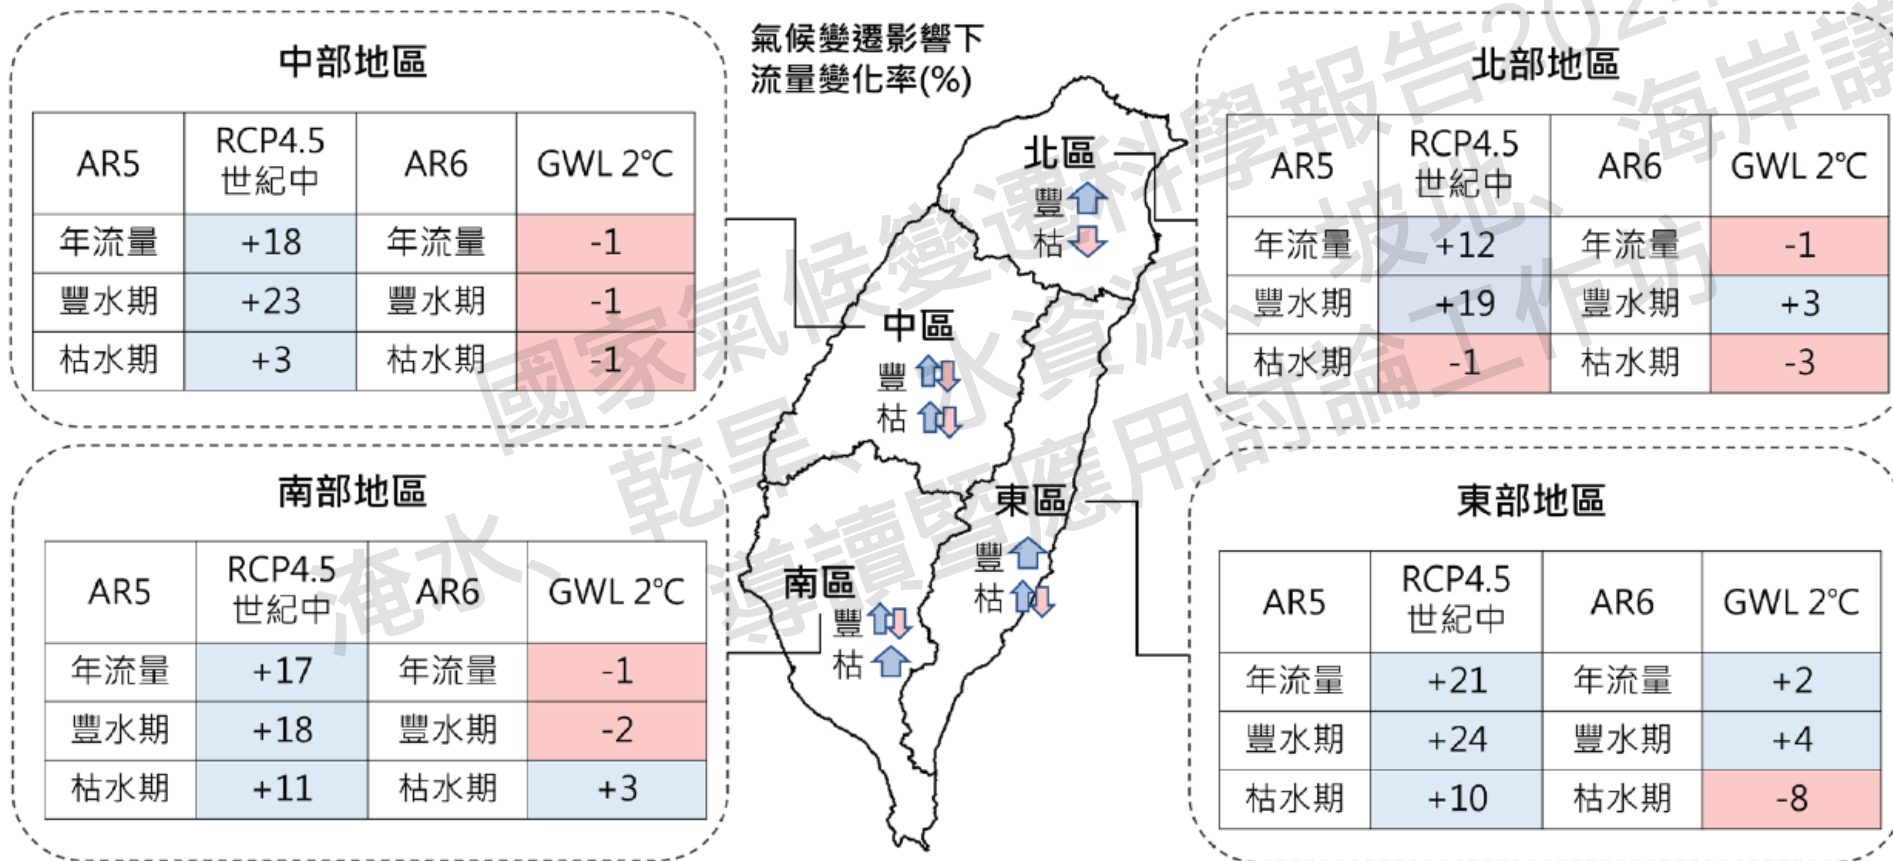 氣候變遷影響下
流量變化率(%)
中部地區
AR5 RCP4.5 世紀中 AR6 GWL 2℃
年流量 +18 年流量 -1
豐水期 +23 豐水期 -1
枯水期 +3 枯水期 -1
北部地區
AR5 RCP4.5 世紀中 AR6 GWL 2℃
年流量 +12 年流量 -1
豐水期 +19 豐水期 +3
枯水期 -1 枯水期 -3
北區
豐
枯
中區
豐
枯
東區
豐
枯
南區
豐
枯
南部地區
AR5 RCP4.5 世紀中 AR6 GWL 2℃
年流量 +17 年流量 -1
豐水期 +18 豐水期 -2
枯水期 +11 枯水期 +3
東部地區
AR5 RCP4.5 世紀中 AR6 GWL 2℃
年流量 +21 年流量 +2
豐水期 +24 豐水期 +4
枯水期 +10 枯水期 -8
國家氣候變遷科學報告202
淹水、乾旱、水資源、坡地、海岸議
導讀暨應用討論工作坊